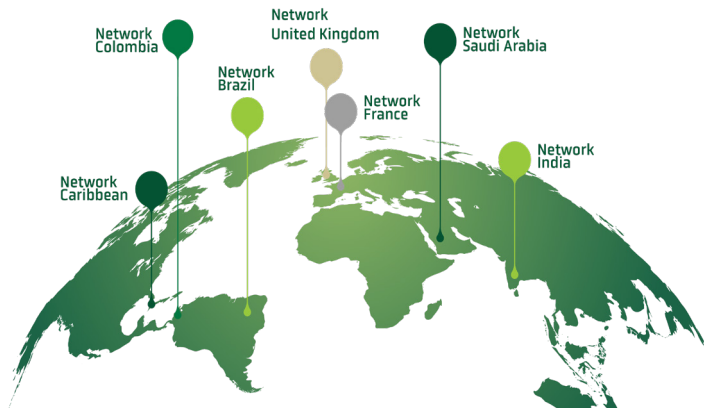 Network
Colombia
Network
United Kingdom
Network
Saudi Arabia
Network
Brazil
Network
France
Network
India
Network
Caribbean